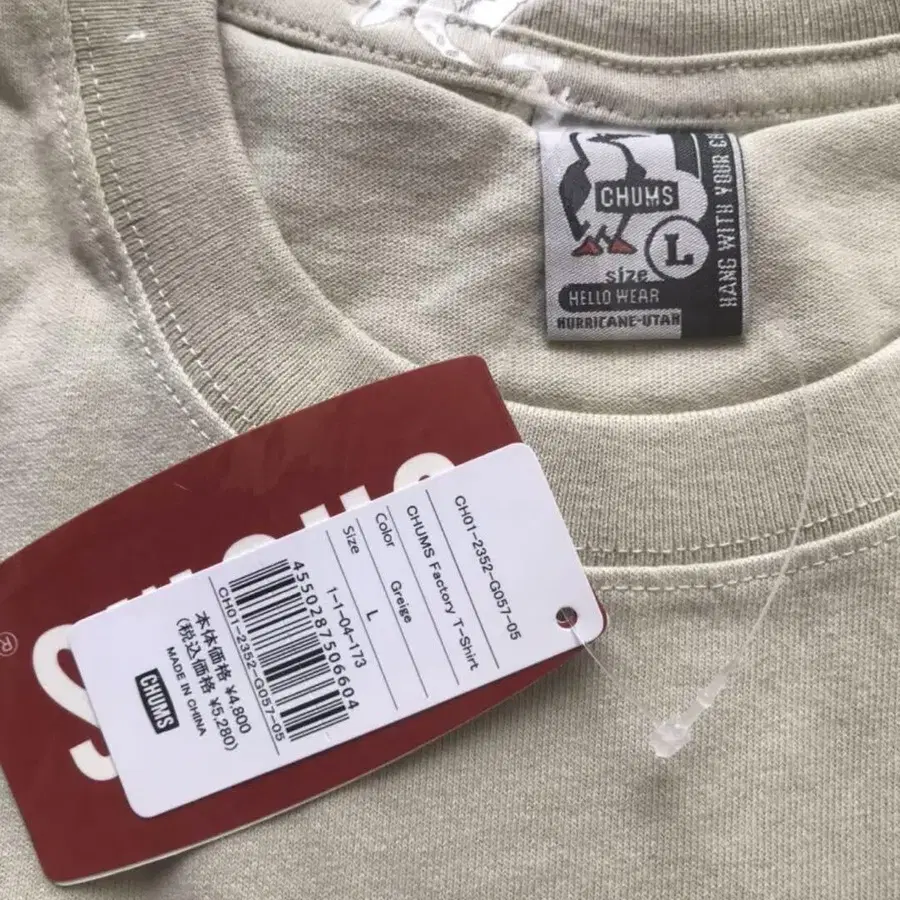 CHUMS
L
size
HELLO WEAR
HURRICANE-UTAH
HANG WITH YOUR
CH01-2352-G057-05
CHUMS Factory T-Shirt
Color Greige
Size L
1-1-04-173
4550287506604
CH01-2352-G057-05
本体価格 ¥4,800
(税込価格 ¥5,280)
MADE IN CHINA
CHUMS
®